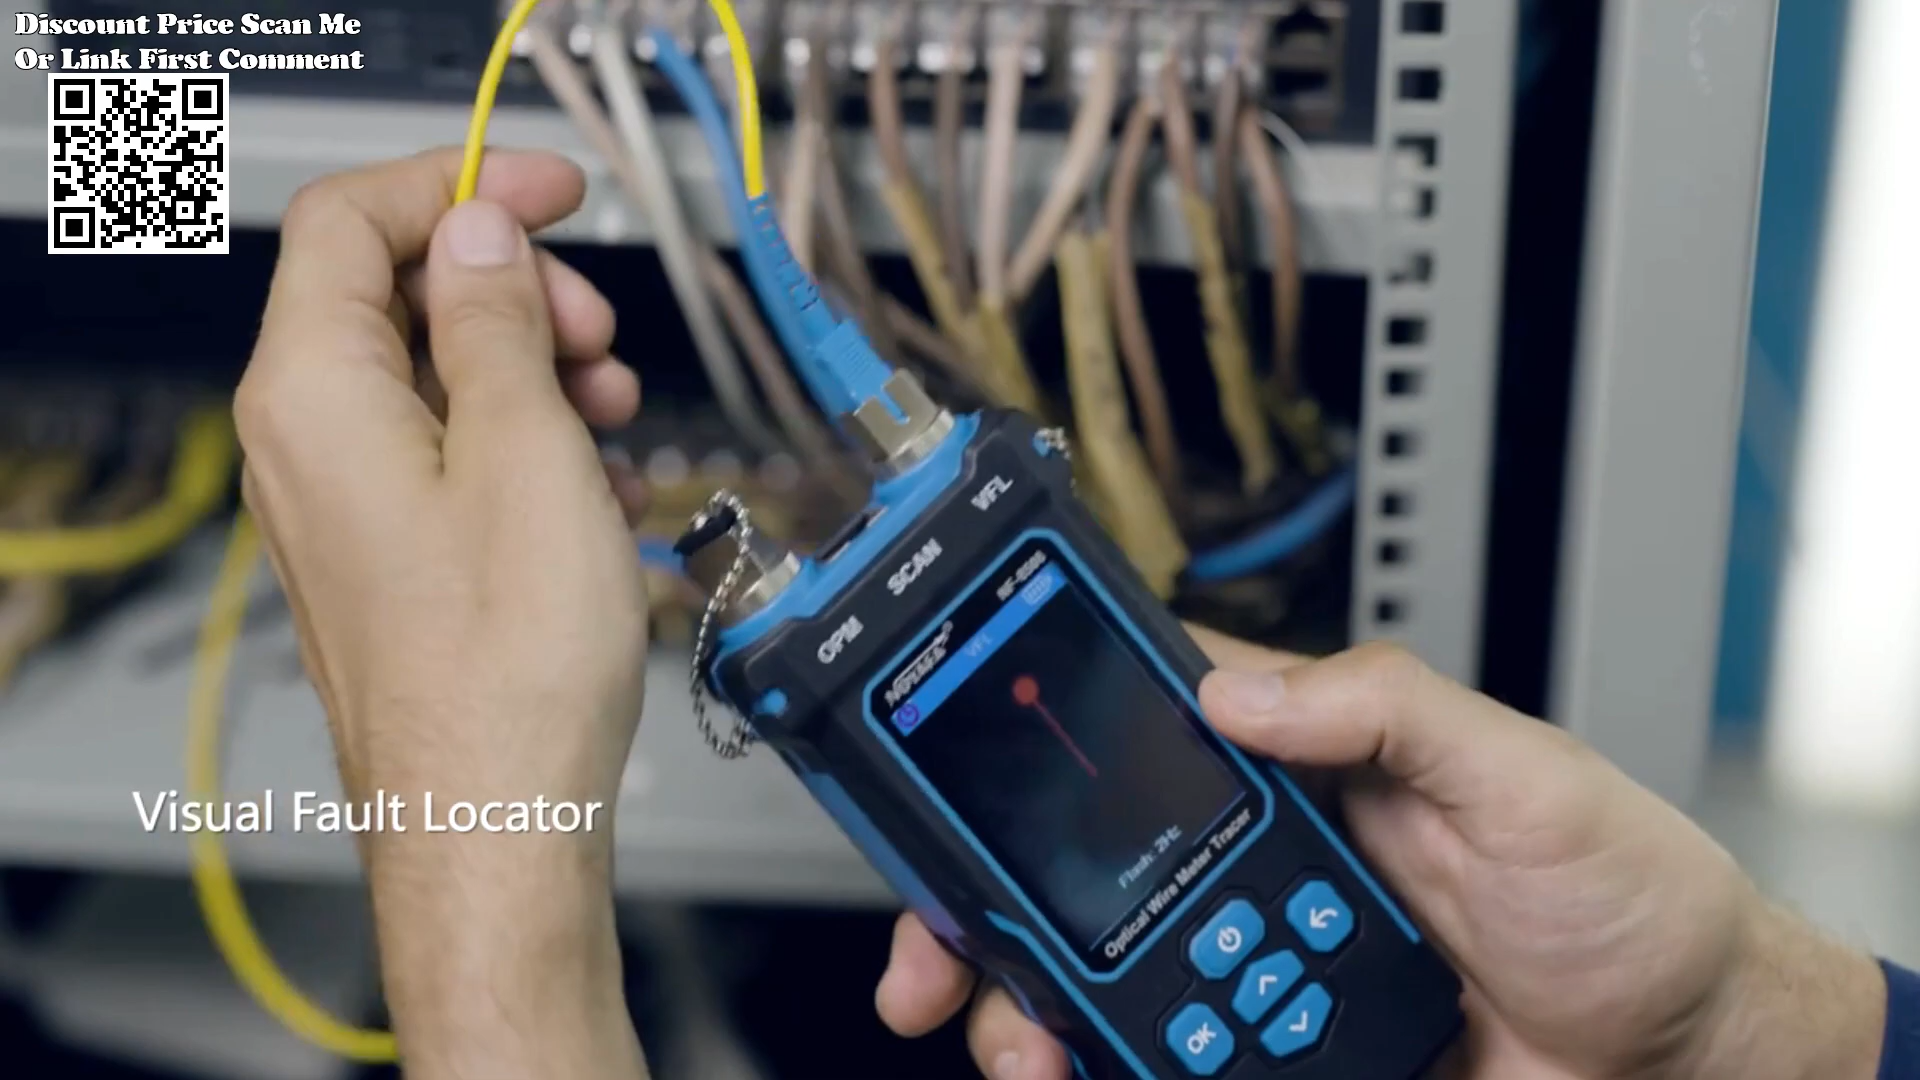 Discount Price Scan Me
Or Link First Comment
VFL
SCAN
OPM
NOYAFA®
VFL
Flash: 2Hz
Optical Wire Meter Tracer
OK
Visual Fault Locator